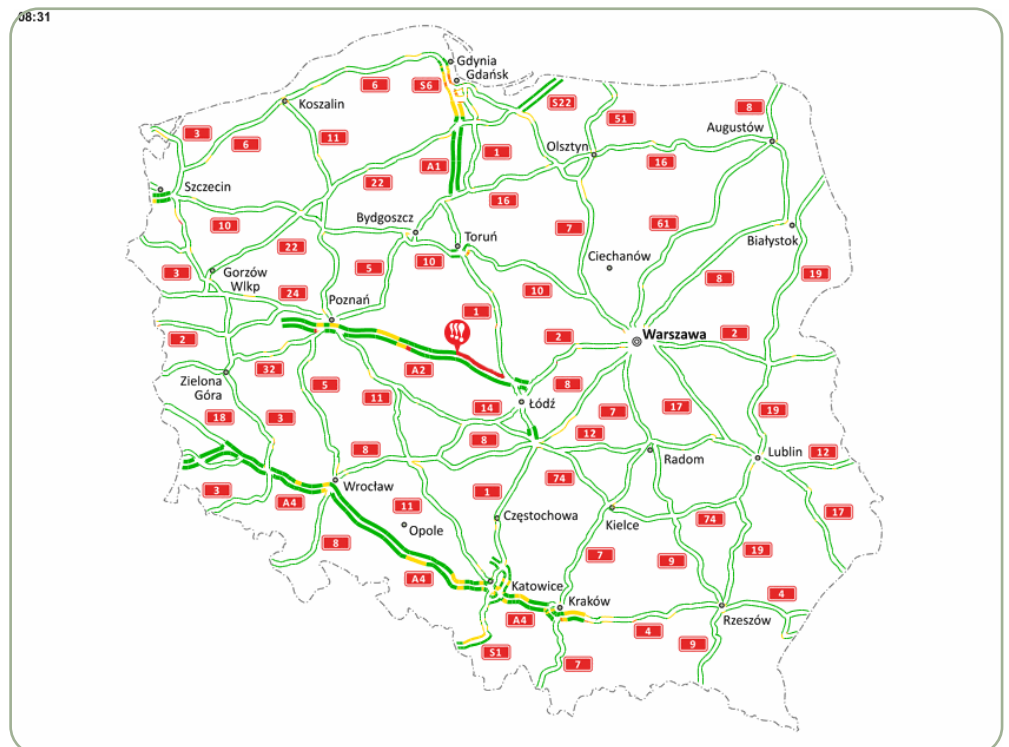 08:31
Gdynia
Gdańsk
6
S6
Koszalin
S22
8
51
3
6
11
Augustów
1
Olsztyn
16
A1
22
Szczecin
16
10
Bydgoszcz
61
7
Toruń
Białystok
22
Ciechanów
10
5
3
Gorzów
Wlkp
8
19
24
10
Poznań
1
2
2
Warszawa
2
A2
32
Zielona
Góra
5
8
11
Łódź
14
7
17
18
3
12
19
8
8
Radom
Lublin
12
74
3
Wrocław
1
A4
11
Częstochowa
17
Opole
Kielce
74
8
7
19
9
A4
Katowice
4
Kraków
A4
Rzeszów
4
9
S1
7